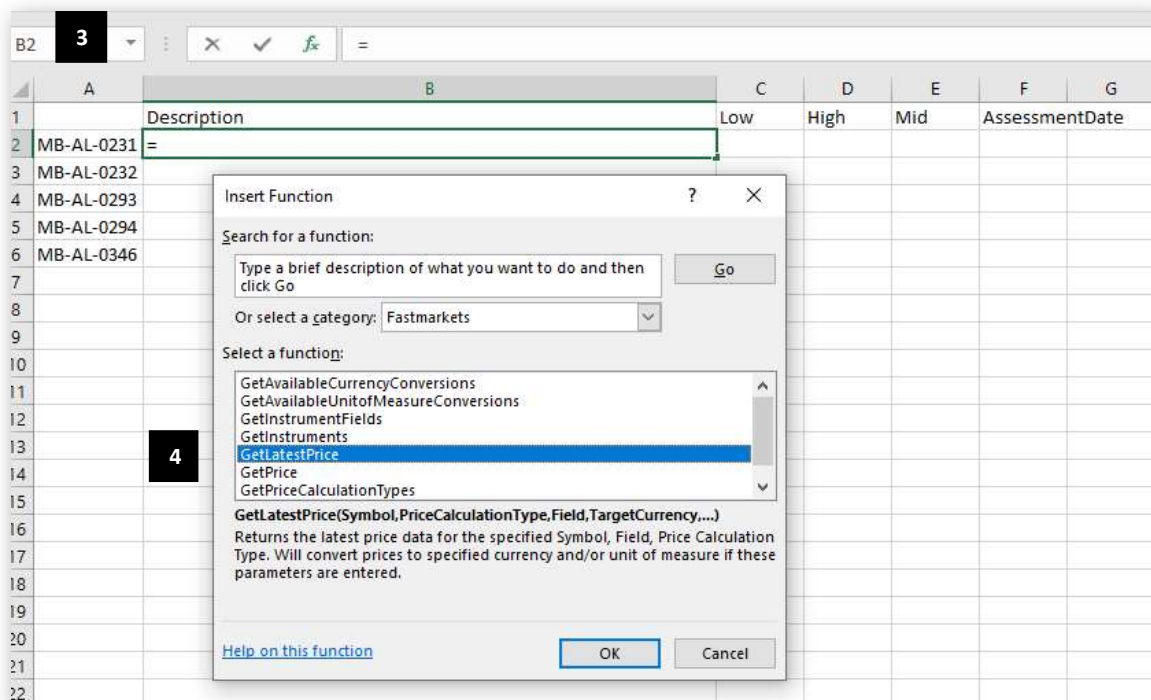 B2 3 fx =
A B C D E F G
1 Description Low High Mid AssessmentDate
2 MB-AL-0231 =
3 MB-AL-0232
4 MB-AL-0293
5 MB-AL-0294
6 MB-AL-0346
7
8
9
10
11
12
13
14
15
16
17
18
19
20
21
22
Insert Function ? X
Search for a function:
Type a brief description of what you want to do and then
click Go
Go
Or select a category: Fastmarkets
Select a function:
GetAvailableCurrencyConversions
GetAvailableUnitofMeasureConversions
GetInstrumentFields
GetInstruments
4
GetLatestPrice
GetPrice
GetPriceCalculationTypes
GetLatestPrice(Symbol,PriceCalculationType,Field,TargetCurrency,...)
Returns the latest price data for the specified Symbol, Field, Price Calculation
Type. Will convert prices to specified currency and/or unit of measure if these
parameters are entered.
Help on this function
OK Cancel